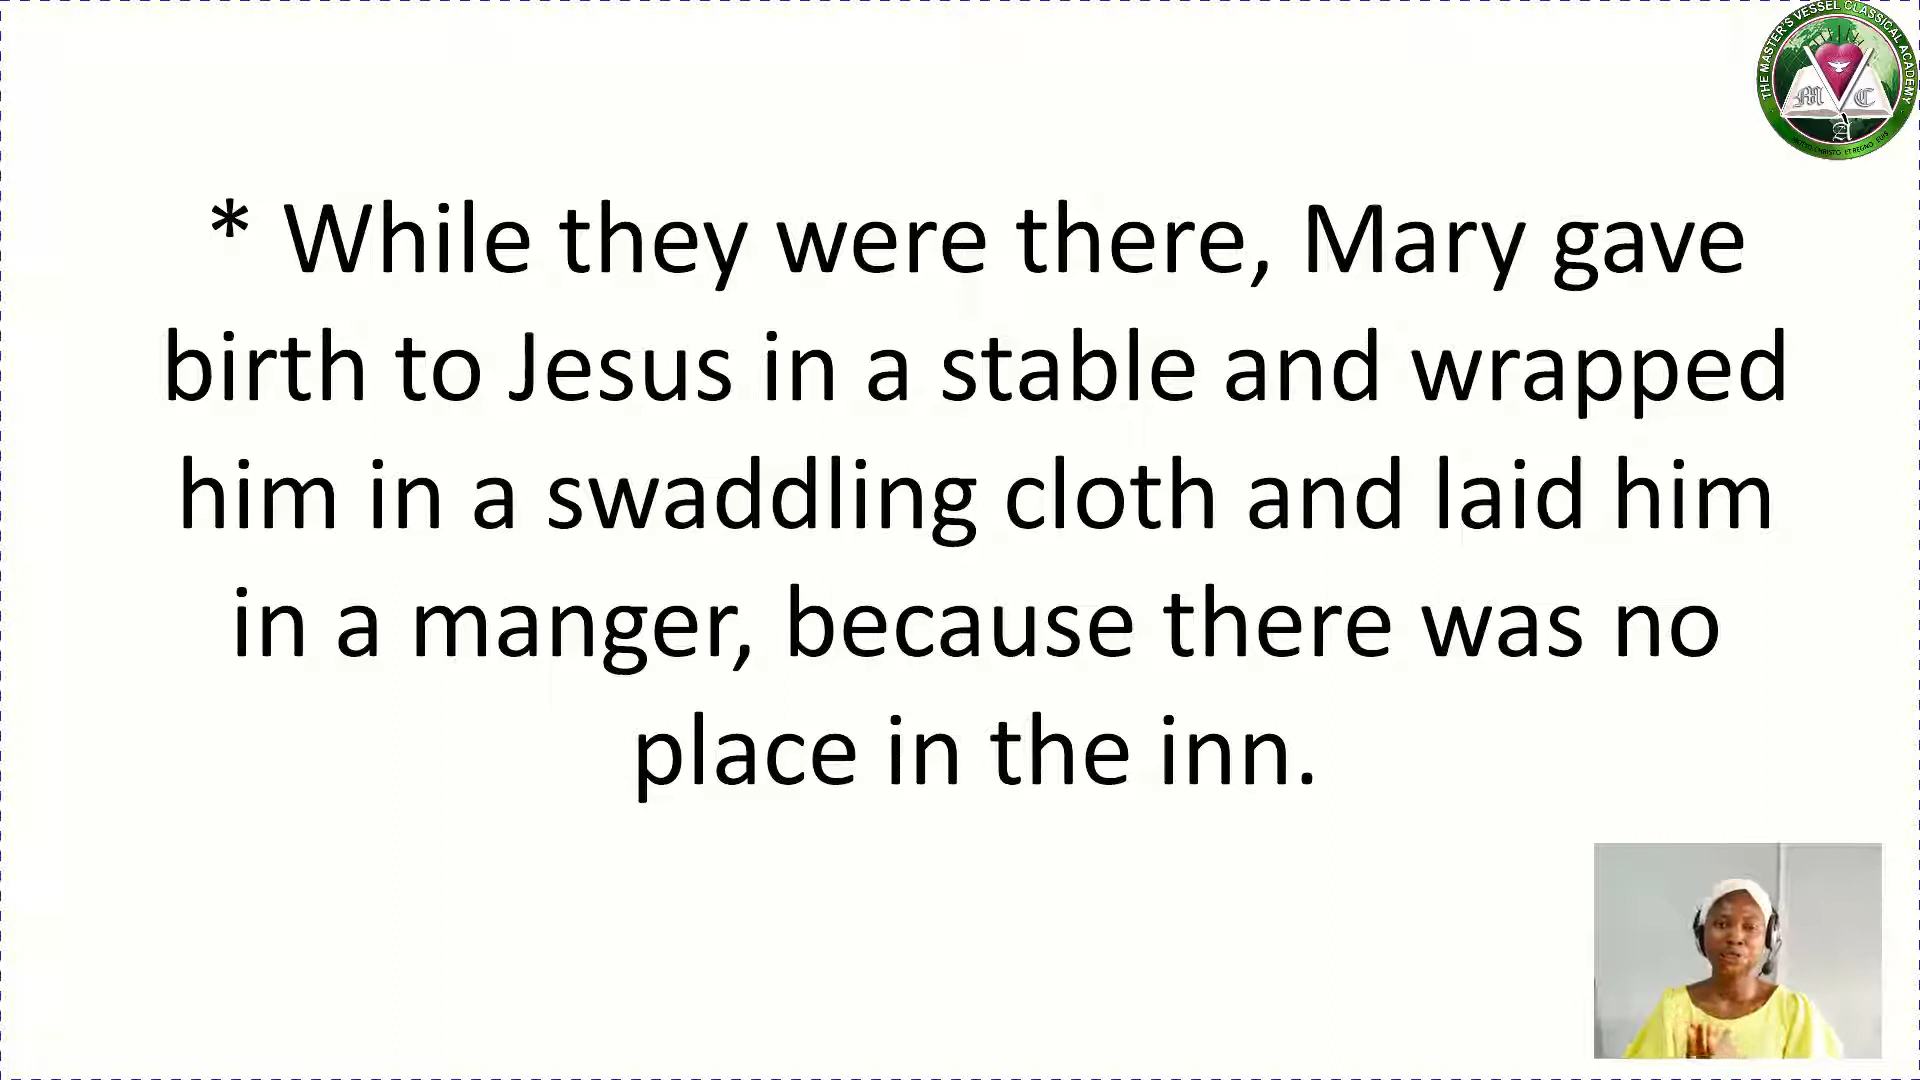 THE MASTER'S VESSEL CLASSICAL ACADEMY
M C
A
* While they were there, Mary gave
birth to Jesus in a stable and wrapped
him in a swaddling cloth and laid him
in a manger, because there was no
place in the inn.